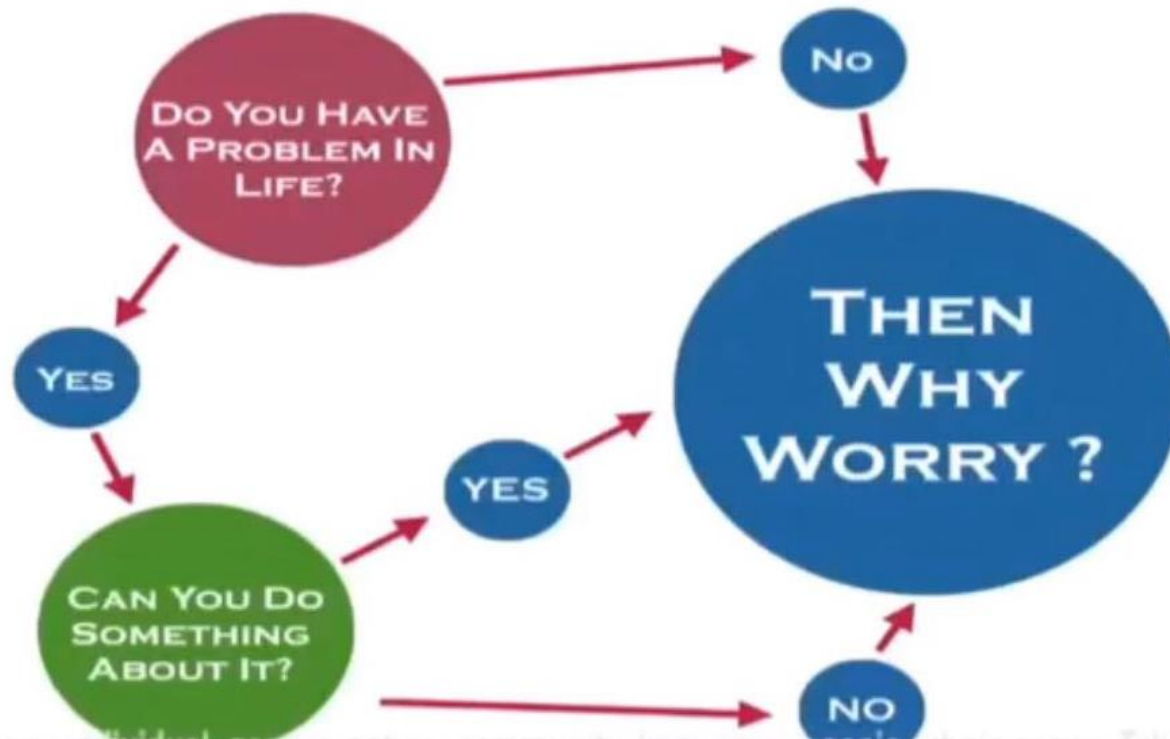 Do You Have
A Problem In
Life?
No
Yes
Then
Why
Worry ?
YES
Can You Do
Something
About It?
NO